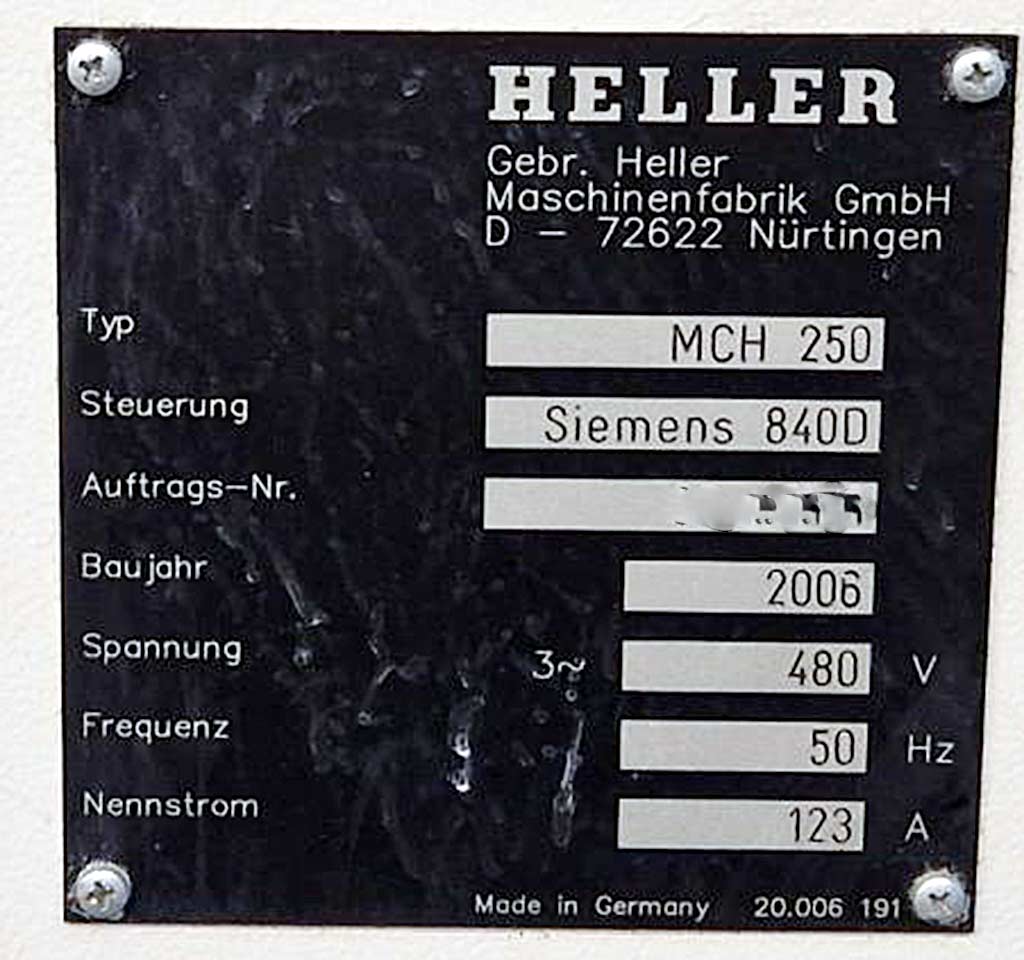 HELLER
Gebr. Heller
Maschinenfabrik GmbH
D – 72622 Nürtingen
Typ MCH 250
Steuerung Siemens 840D
Auftrags–Nr.
Baujahr 2006
Spannung 3~ 480 V
Frequenz 50 Hz
Nennstrom 123 A
Made in Germany 20.006 191